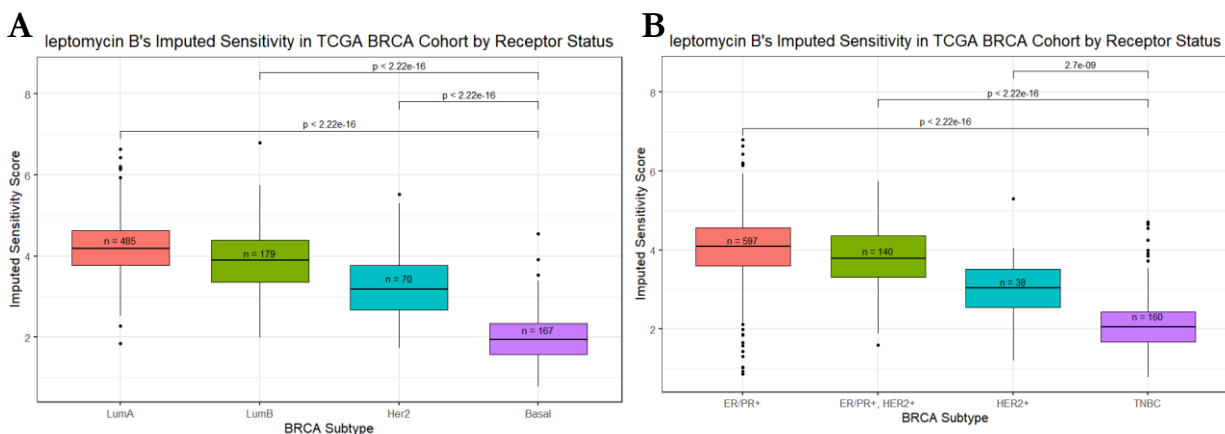 A
leptomycin B's Imputed Sensitivity in TCGA BRCA Cohort by Receptor Status
p < 2.22e-16
p < 2.22e-16
p < 2.22e-16
8
6
4
2
Imputed Sensitivity Score
n = 485
n = 179
n = 70
n = 167
LumA
LumB
Her2
Basal
BRCA Subtype
B
leptomycin B's Imputed Sensitivity in TCGA BRCA Cohort by Receptor Status
2.7e-09
p < 2.22e-16
p < 2.22e-16
8
6
4
2
Imputed Sensitivity Score
n = 597
n = 140
n = 38
n = 160
ER/PR+
ER/PR+, HER2+
HER2+
TNBC
BRCA Subtype